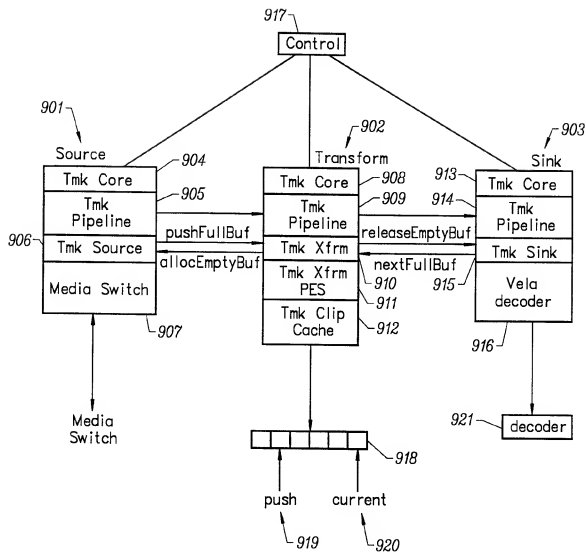 917
Control
901
902
903
Source
904
Transform
908
913
Sink
Tmk Core
Tmk Core
Tmk Core
905
909
914
Tmk
Pipeline
Tmk
Pipeline
Tmk
Pipeline
906
pushFullBuf
releaseEmptyBuf
Tmk Source
Tmk Xfrm
Tmk Sink
allocEmptyBuf
nextFullBuf
910
915
Media Switch
Tmk Xfrm
PES
911
Vela
decoder
907
Tmk Clip
Cache
912
916
Media
Switch
921
decoder
918
push
current
919
920